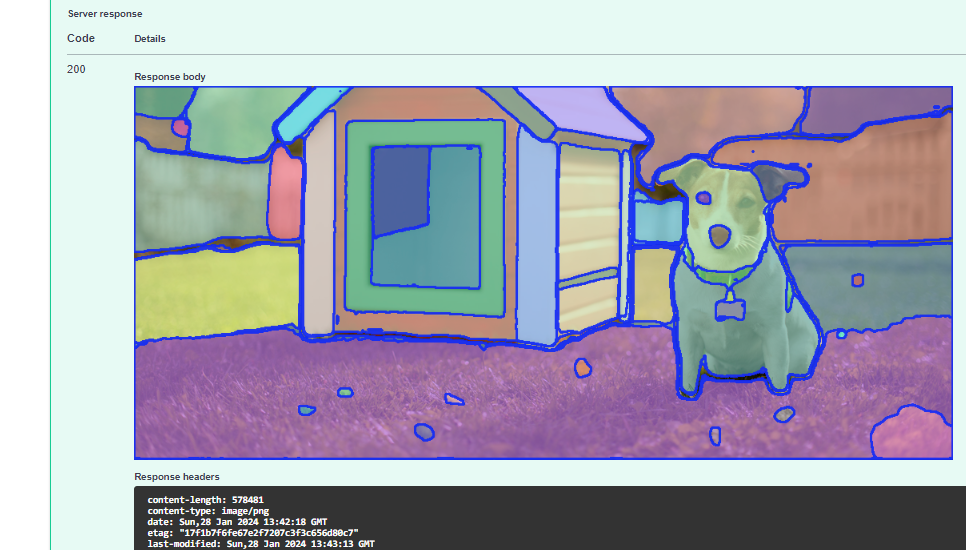 Server response
Code Details
200
Response body
Response headers
content-length: 578481
content-type: image/png
date: Sun,28 Jan 2024 13:42:18 GMT
etag: "17f1b7f6fe67e2f7207c3f3c656d80c7"
last-modified: Sun,28 Jan 2024 13:43:13 GMT